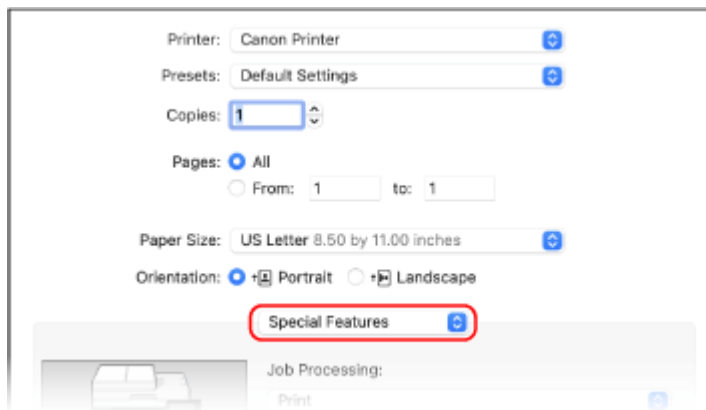 Printer: Canon Printer
Presets: Default Settings
Copies: 1
Pages: All
From: 1 to: 1
Paper Size: US Letter 8.50 by 11.00 inches
Orientation: Portrait Landscape
Special Features
Job Processing:
Print